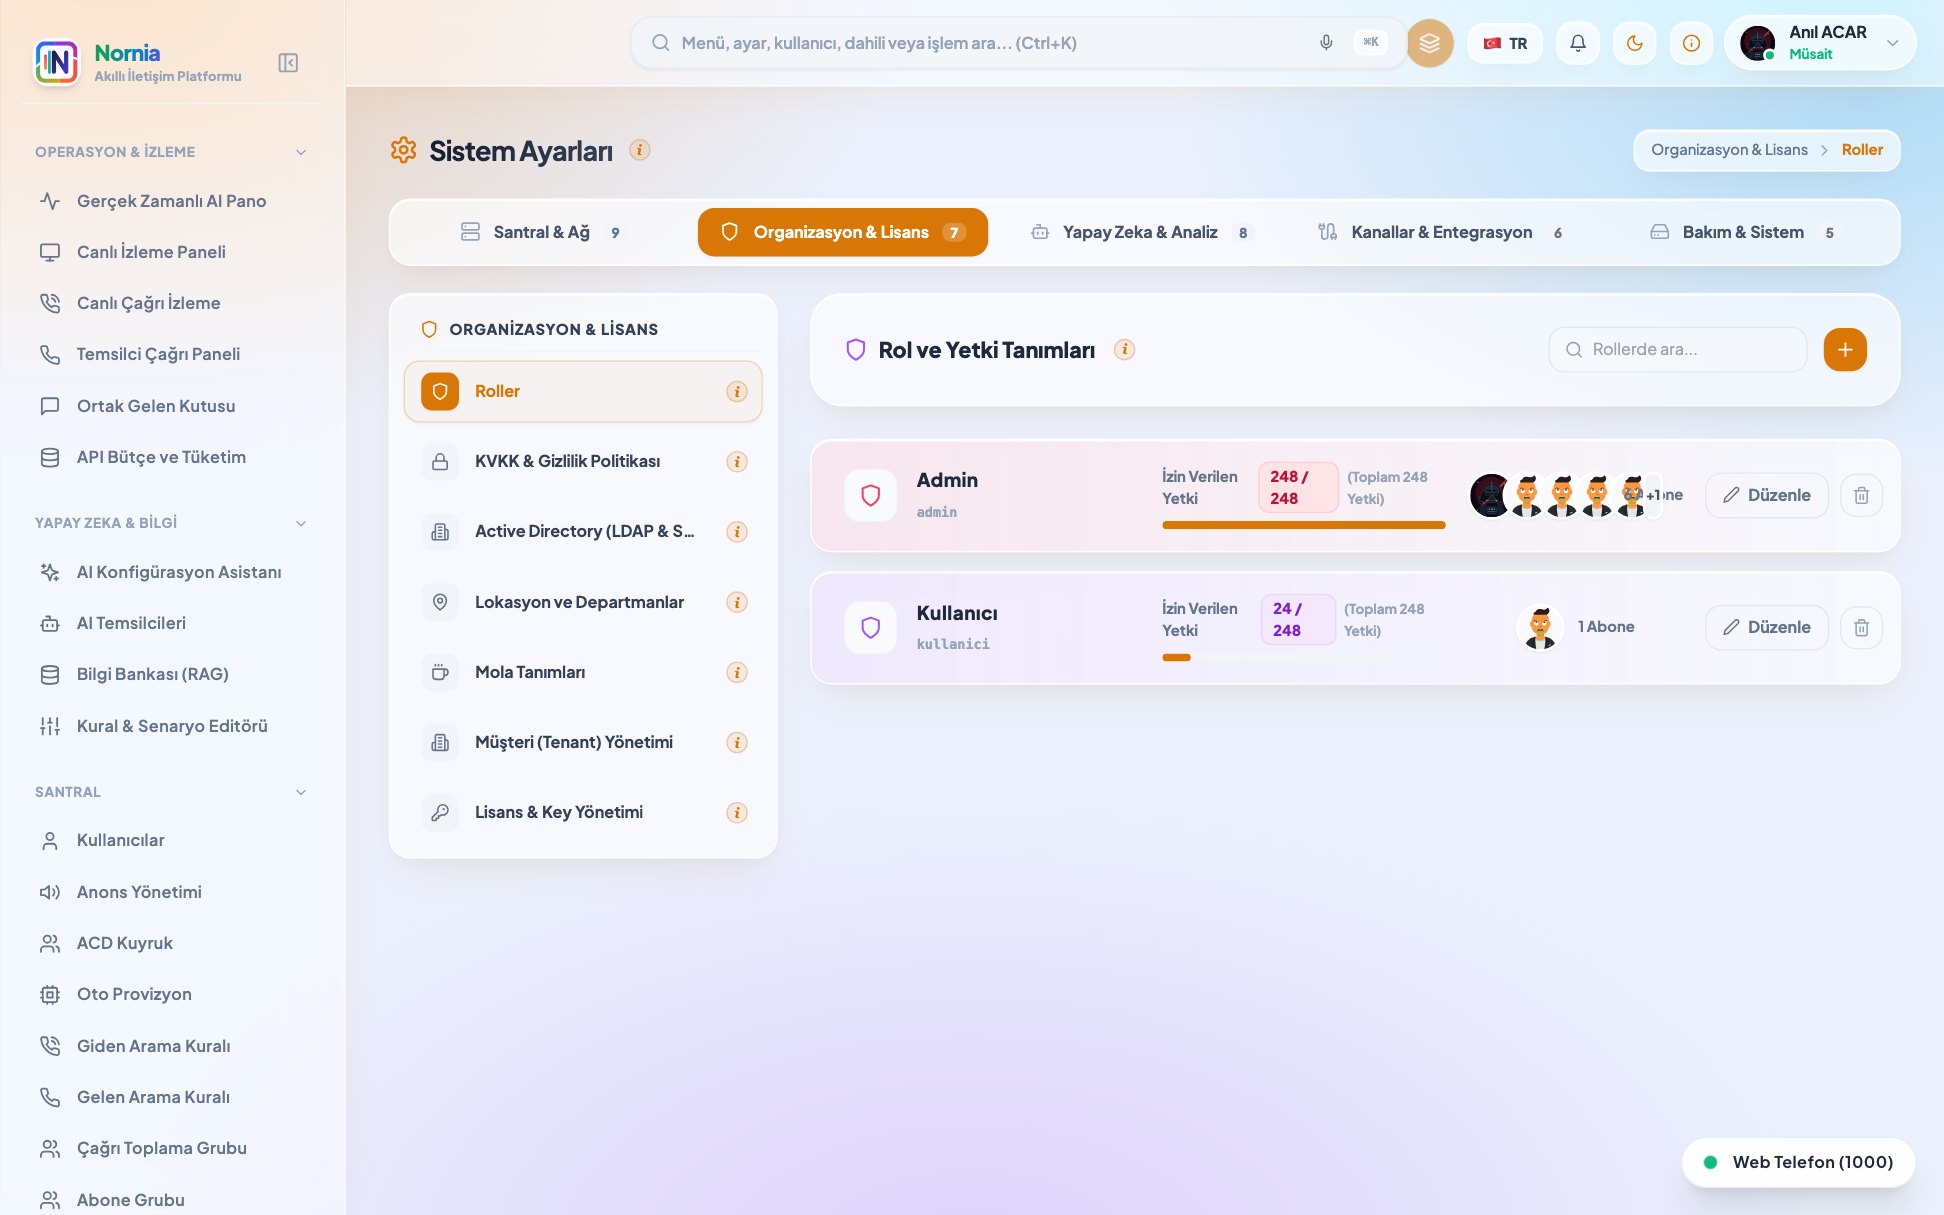 Nornia
Akıllı İletişim Platformu
Menü, ayar, kullanıcı, dahili veya işlem ara... (Ctrl+K)
⌘K
TR
Anıl ACAR
Müsait
OPERASYON & İZLEME
Gerçek Zamanlı AI Pano
Canlı İzleme Paneli
Canlı Çağrı İzleme
Temsilci Çağrı Paneli
Ortak Gelen Kutusu
API Bütçe ve Tüketim
YAPAY ZEKA & BİLGİ
AI Konfigürasyon Asistanı
AI Temsilcileri
Bilgi Bankası (RAG)
Kural & Senaryo Editörü
SANTRAL
Kullanıcılar
Anons Yönetimi
ACD Kuyruk
Oto Provizyon
Giden Arama Kuralı
Gelen Arama Kuralı
Çağrı Toplama Grubu
Abone Grubu
Sistem Ayarları
Organizasyon & Lisans > Roller
Santral & Ağ 9
Organizasyon & Lisans 7
Yapay Zeka & Analiz 8
Kanallar & Entegrasyon 6
Bakım & Sistem 5
ORGANİZASYON & LİSANS
Roller
KVKK & Gizlilik Politikası
Active Directory (LDAP & S...
Lokasyon ve Departmanlar
Mola Tanımları
Müşteri (Tenant) Yönetimi
Lisans & Key Yönetimi
Rol ve Yetki Tanımları
Rollerde ara...
Admin
admin
İzin Verilen
Yetki
248 /
248
(Toplam 248
Yetki)
+1
Düzenle
Kullanıcı
kullanici
İzin Verilen
Yetki
24 /
248
(Toplam 248
Yetki)
1 Abone
Düzenle
Web Telefon (1000)